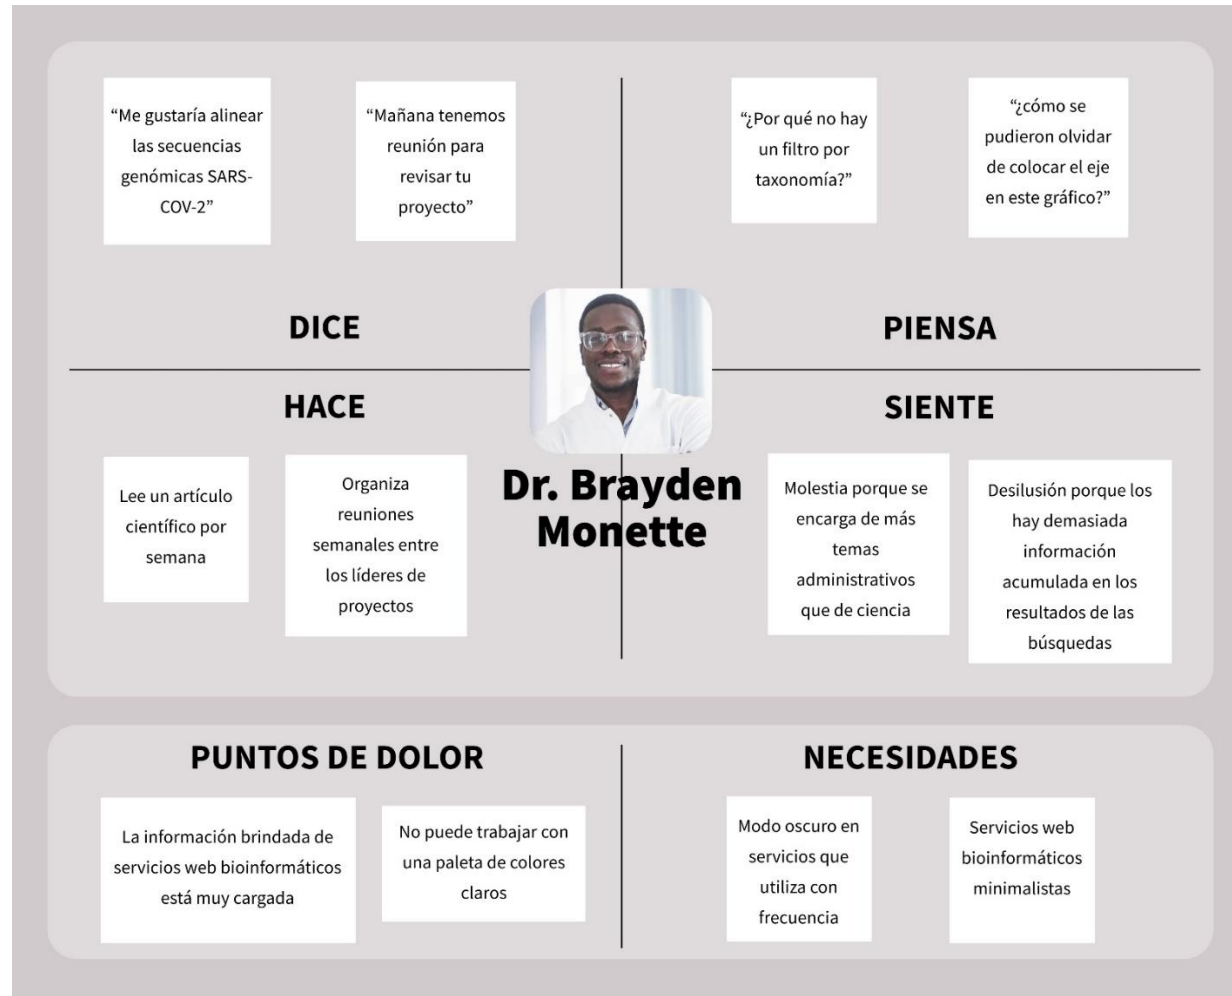 “Me gustaría alinear
las secuencias
genómicas SARS-
COV-2”
“Mañana tenemos
reunión para
revisar tu
proyecto”
DICE
“¿Por qué no hay
un filtro por
taxonomía?”
“¿cómo se
pudieron olvidar
de colocar el eje
en este gráfico?”
PIENSA
HACE
Lee un artículo
científico por
semana
Organiza
reuniones
semanales entre
los líderes de
proyectos
Dr. Brayden
Monette
SIENTE
Molestia porque se
encarga de más
temas
administrativos
que de ciencia
Desilusión porque los
hay demasiada
información
acumulada en los
resultados de las
búsquedas
PUNTOS DE DOLOR
La información brindada de
servicios web bioinformáticos
está muy cargada
No puede trabajar con
una paleta de colores
claros
NECESIDADES
Modo oscuro en
servicios que
utiliza con
frecuencia
Servicios web
bioinformáticos
minimalistas